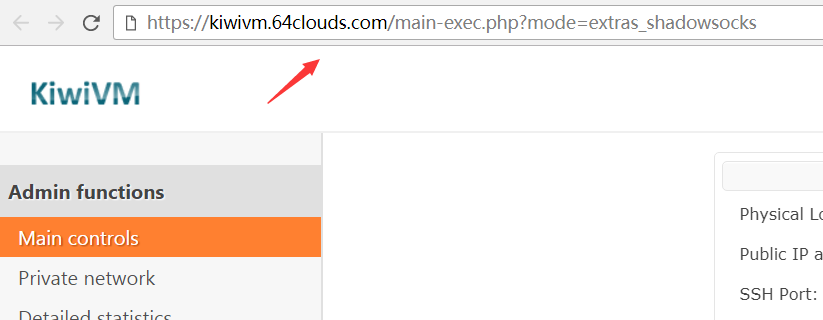 https://kiwivm.64clouds.com/main-exec.php?mode=extras_shadowsocks
KiwiVM
Admin functions
Main controls
Private network
Detailed statistics
Physical Lo
Public IP a
SSH Port: